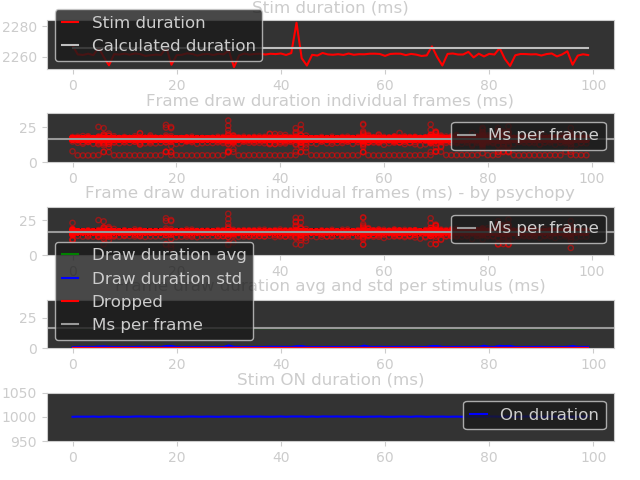 Stim duration (ms)
2280
2260
Stim duration
Calculated duration
0 20 40 60 80 100
Frame draw duration individual frames (ms)
25
0
Ms per frame
0 20 40 60 80 100
Frame draw duration individual frames (ms) - by psychopy
25
0
Ms per frame
0 20 40 60 80 100
Frame draw duration avg and std per stimulus (ms)
25
0
Draw duration avg
Draw duration std
Dropped
Ms per frame
0 20 40 60 80 100
Stim ON duration (ms)
1050
1000
950
On duration
0 20 40 60 80 100